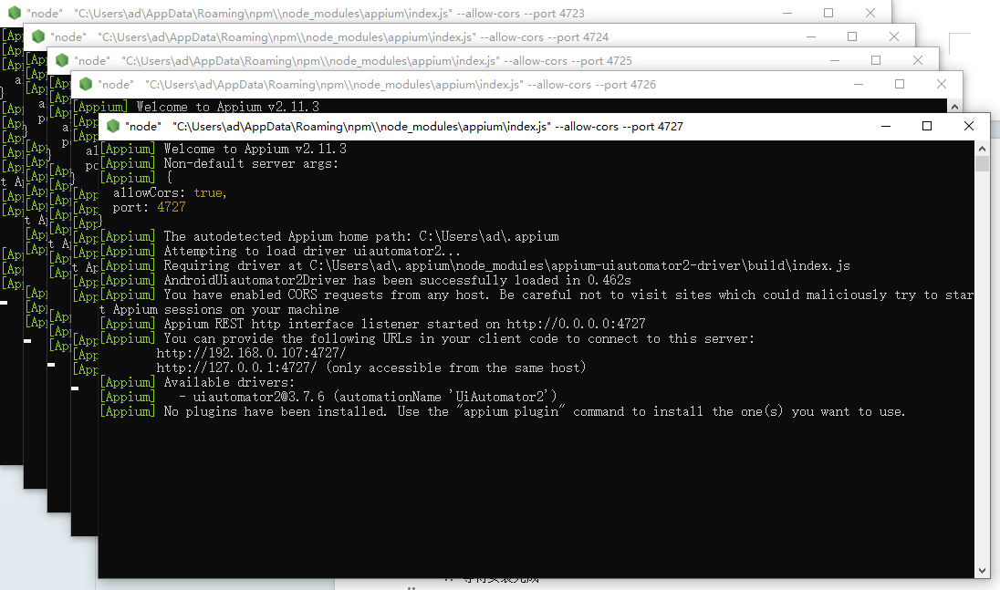 "node" "C:\Users\ad\AppData\Roaming\npm\\node_modules\appium\index.js" --allow-cors --port 4723
"node" "C:\Users\ad\AppData\Roaming\npm\\node_modules\appium\index.js" --allow-cors --port 4724
"node" "C:\Users\ad\AppData\Roaming\npm\\node_modules\appium\index.js" --allow-cors --port 4725
"node" "C:\Users\ad\AppData\Roaming\npm\\node_modules\appium\index.js" --allow-cors --port 4726
[Appium] Welcome to Appium v2.11.3
"node" "C:\Users\ad\AppData\Roaming\npm\\node_modules\appium\index.js" --allow-cors --port 4727
[Appium] Welcome to Appium v2.11.3
[Appium] Non-default server args:
[Appium] {
  allowCors: true,
  port: 4727
}
[Appium] The autodetected Appium home path: C:\Users\ad\.appium
[Appium] Attempting to load driver uiautomator2...
[Appium] Requiring driver at C:\Users\ad\.appium\node_modules\appium-uiautomator2-driver\build\index.js
[Appium] AndroidUiautomator2Driver has been successfully loaded in 0.462s
[Appium] You have enabled CORS requests from any host. Be careful not to visit sites which could maliciously try to star
t Appium sessions on your machine
[Appium] Appium REST http interface listener started on http://0.0.0.0:4727
[Appium] You can provide the following URLs in your client code to connect to this server:
        http://192.168.0.107:4727/
        http://127.0.0.1:4727/ (only accessible from the same host)
[Appium] Available drivers:
[Appium]   - uiautomator2@3.7.6 (automationName 'UiAutomator2')
[Appium] No plugins have been installed. Use the "appium plugin" command to install the one(s) you want to use.